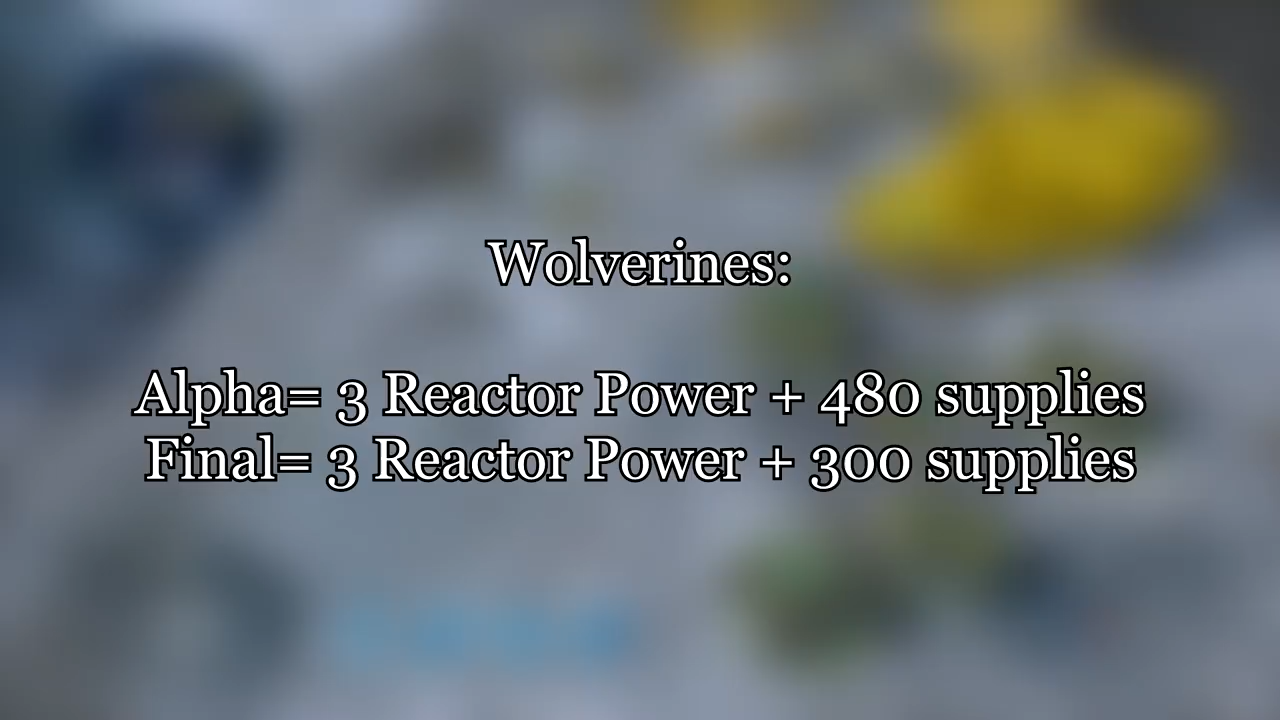 Wolverines:
Alpha= 3 Reactor Power + 480 supplies
Final= 3 Reactor Power + 300 supplies